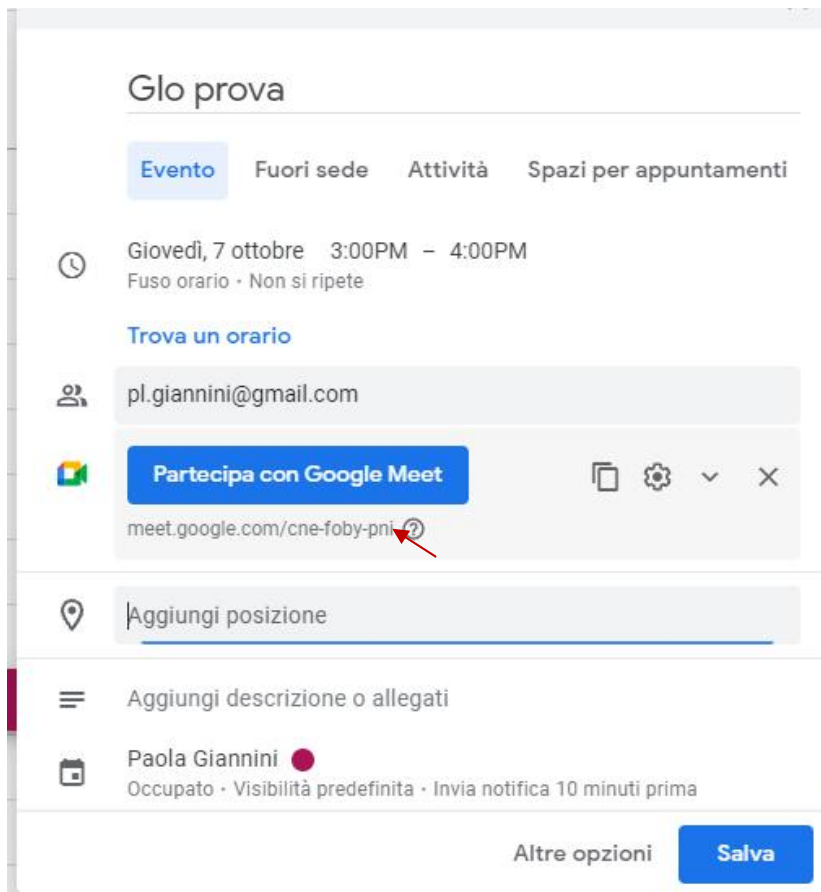 Glo prova
Evento Fuori sede Attività Spazi per appuntamenti
Giovedì, 7 ottobre 3:00PM – 4:00PM
Fuso orario · Non si ripete
Trova un orario
pl.giannini@gmail.com
Partecipa con Google Meet
meet.google.com/cne-foby-pni
Aggiungi posizione
Aggiungi descrizione o allegati
Paola Giannini
Occupato · Visibilità predefinita · Invia notifica 10 minuti prima
Altre opzioni Salva